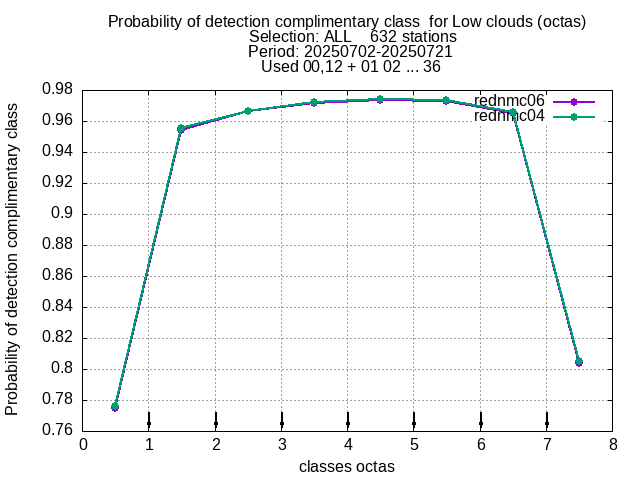 Probability of detection complimentary class  for Low clouds (octas)
Selection: ALL    632 stations
Period: 20250702-20250721
Used 00,12 + 01 02 ... 36
rednmc06
rednmc04
0.98
0.96
0.94
0.92
0.9
0.88
0.86
0.84
0.82
0.8
0.78
0.76
Probability of detection complimentary class
0 1 2 3 4 5 6 7 8
classes octas